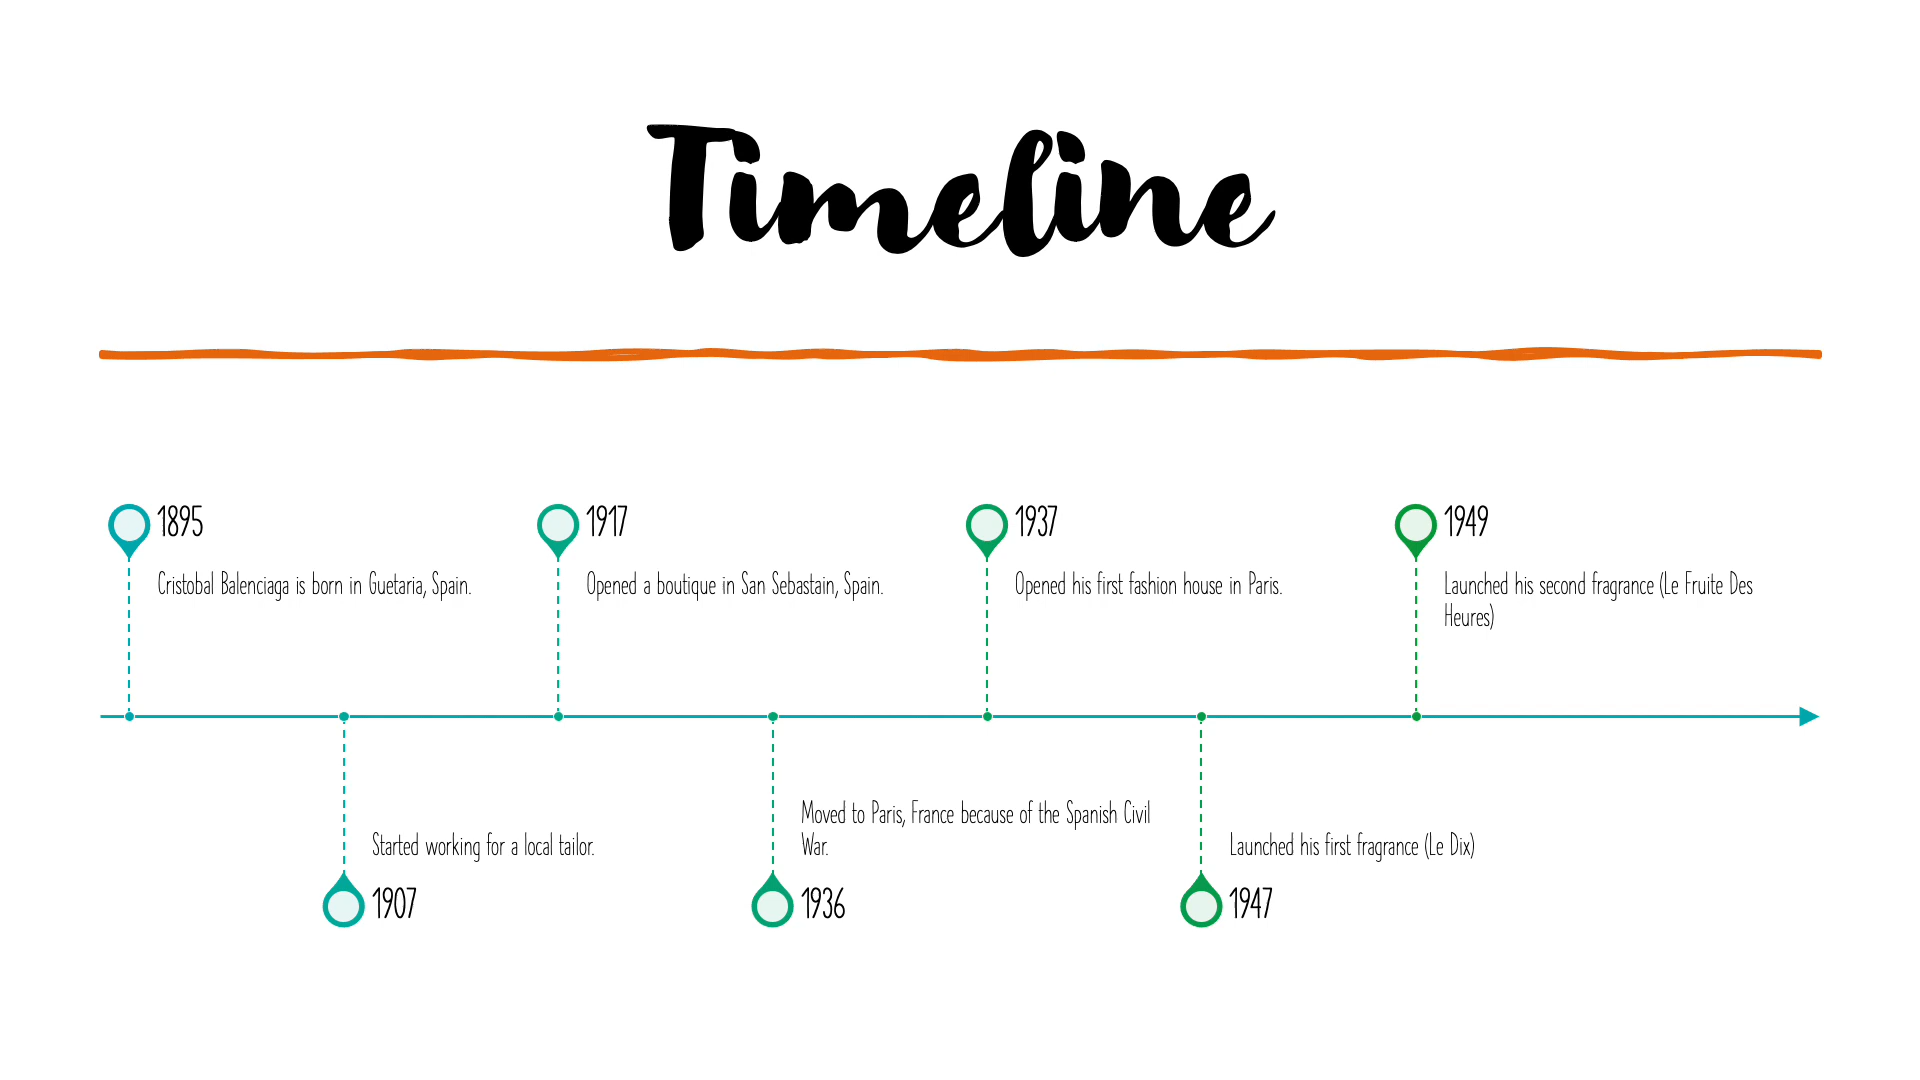 Timeline
1895
Cristobal Balenciaga is born in Guetaria, Spain.
1917
Opened a boutique in San Sebastain, Spain.
1937
Opened his first fashion house in Paris.
1949
Launched his second fragrance (Le Fruite Des
Heures)
Started working for a local tailor.
1907
Moved to Paris, France because of the Spanish Civil
War.
1936
Launched his first fragrance (Le Dix)
1947